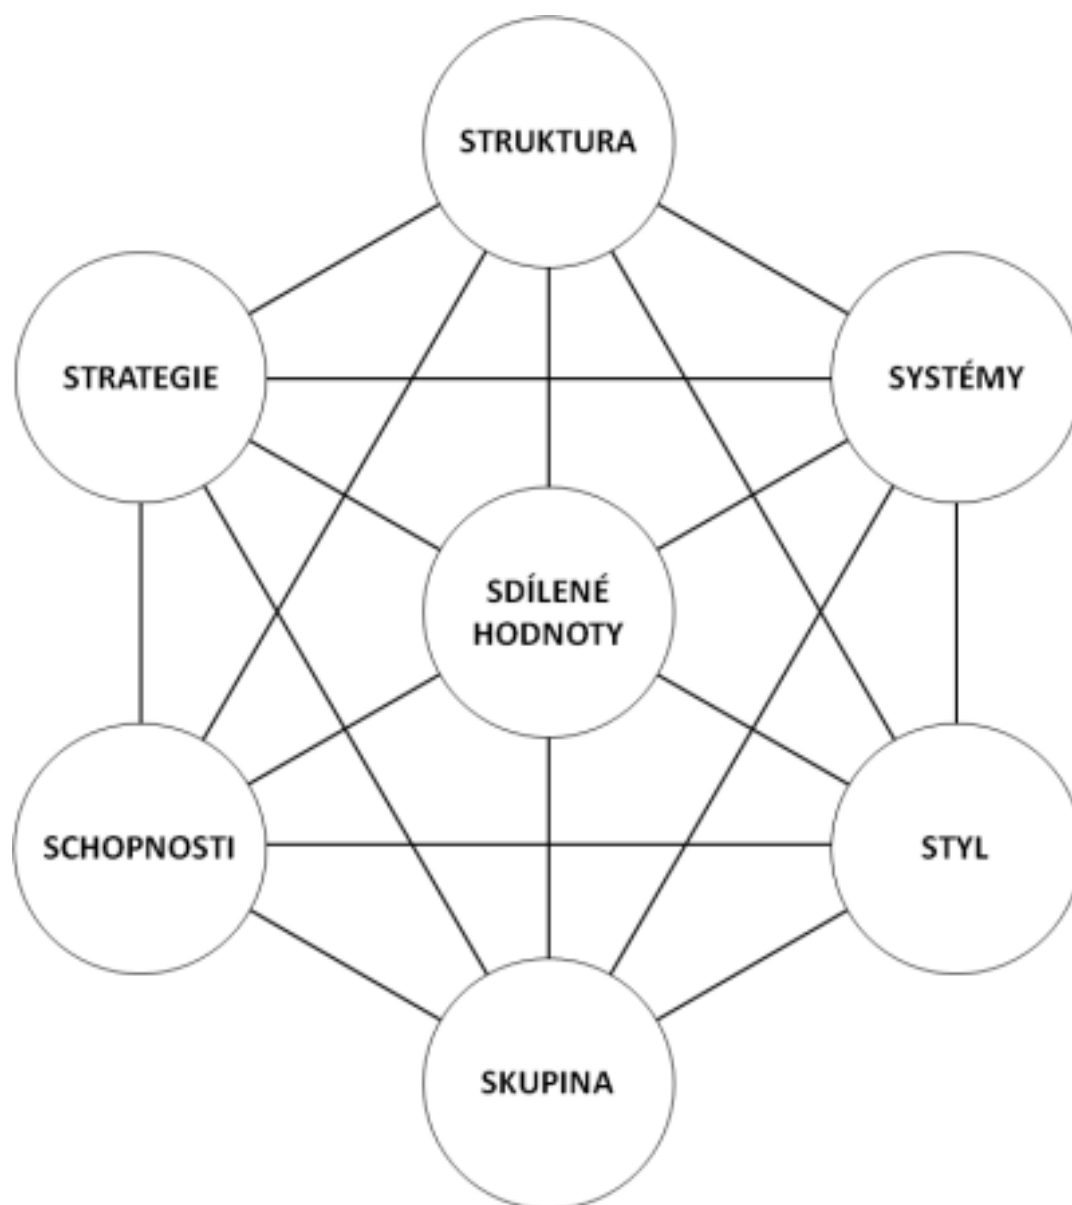 STRUKTURA
STRATEGIE
SYSTÉMY
SDÍLENÉ
HODNOTY
SCHOPNOSTI
STYL
SKUPINA